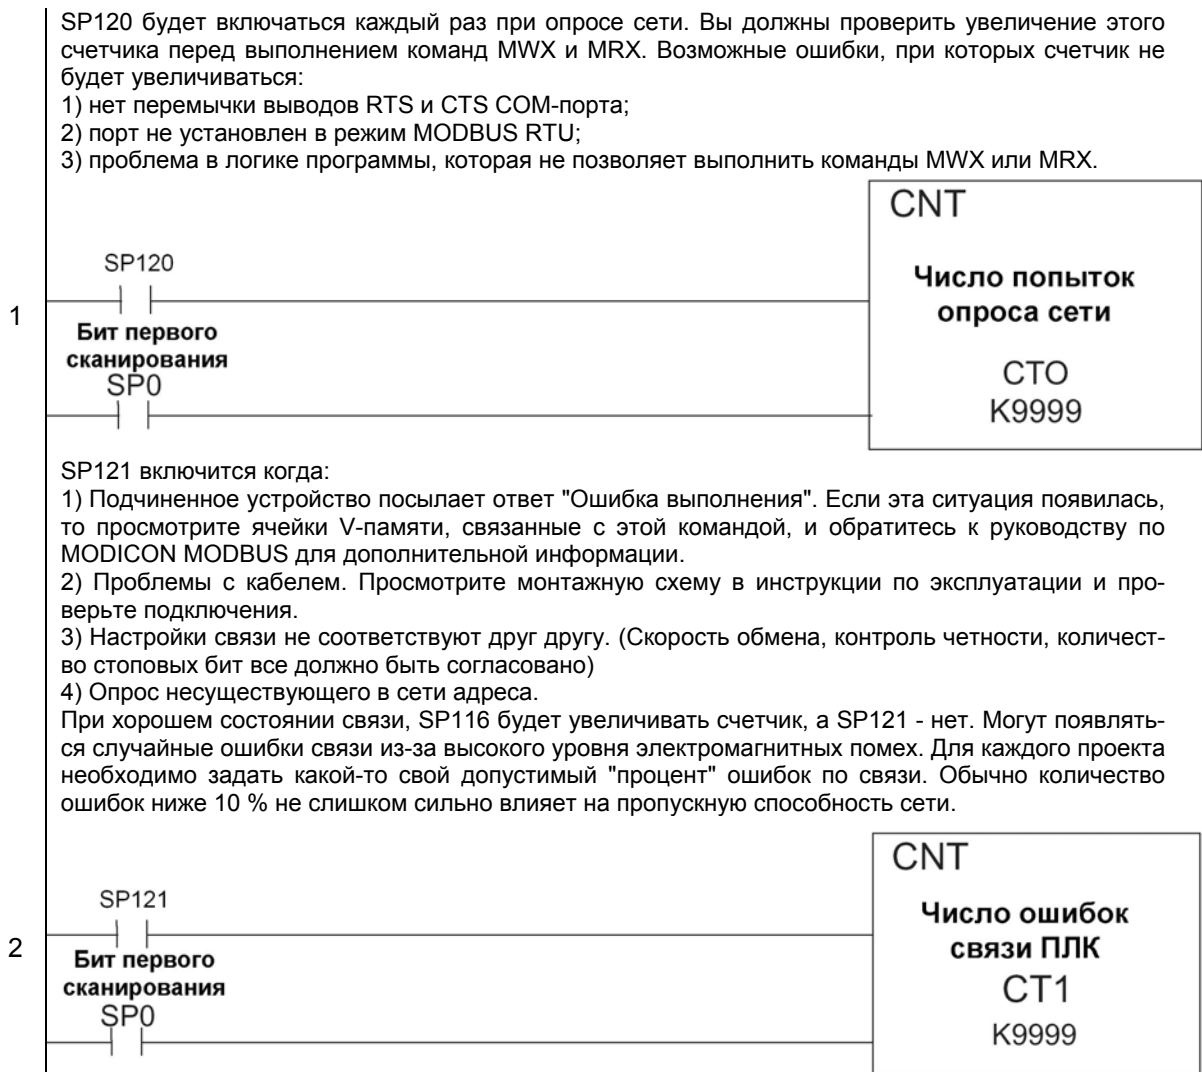 SP120 будет включаться каждый раз при опросе сети. Вы должны проверить увеличение этого
счетчика перед выполнением команд MWX и MRX. Возможные ошибки, при которых счетчик не
будет увеличиваться:
1) нет перемычки выводов RTS и CTS COM-порта;
2) порт не установлен в режим MODBUS RTU;
3) проблема в логике программы, которая не позволяет выполнить команды MWX или MRX.
CNT
SP120
Число попыток
опроса сети
1
Бит первого
сканирования
SP0
CTO
K9999
SP121 включится когда:
1) Подчиненное устройство посылает ответ "Ошибка выполнения". Если эта ситуация появилась,
то просмотрите ячейки V-памяти, связанные с этой командой, и обратитесь к руководству по
MODICON MODBUS для дополнительной информации.
2) Проблемы с кабелем. Просмотрите монтажную схему в инструкции по эксплуатации и про-
верьте подключения.
3) Настройки связи не соответствуют друг другу. (Скорость обмена, контроль четности, количест-
во стоповых бит все должно быть согласовано)
4) Опрос несуществующего в сети адреса.
При хорошем состоянии связи, SP116 будет увеличивать счетчик, а SP121 - нет. Могут появлять-
ся случайные ошибки связи из-за высокого уровня электромагнитных помех. Для каждого проекта
необходимо задать какой-то свой допустимый "процент" ошибок по связи. Обычно количество
ошибок ниже 10 % не слишком сильно влияет на пропускную способность сети.
CNT
SP121
Число ошибок
связи ПЛК
2
Бит первого
сканирования
SP0
CT1
K9999